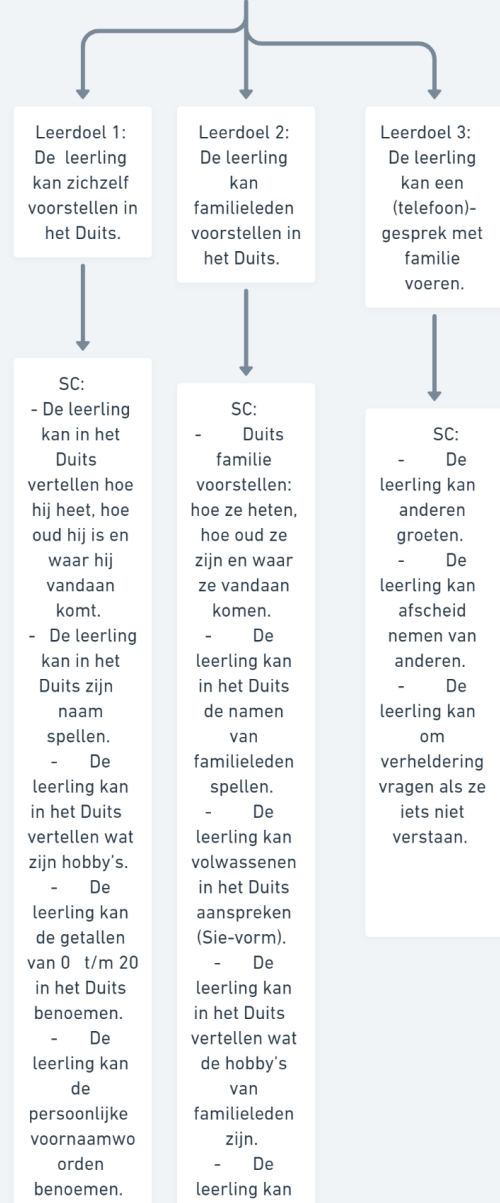 Leerdoel 1:
De leerling
kan zichzelf
voorstellen in
het Duits.
Leerdoel 2:
De leerling
kan
familieleden
voorstellen in
het Duits.
Leerdoel 3:
De leerling
kan een
(telefoon)-
gesprek met
familie
voeren.
SC:
- De leerling
kan in het
Duits
vertellen hoe
hij heet, hoe
oud hij is en
waar hij
vandaan
komt.
- De leerling
kan in het
Duits zijn
naam
spellen.
- De
leerling kan
in het Duits
vertellen wat
zijn hobby's.
- De
leerling kan
de getallen
van 0 t/m 20
in het Duits
benoemen.
- De
leerling kan
de
persoonlijke
voornaamwo
orden
benoemen.
SC:
- Duits
familie
voorstellen:
hoe ze heten,
hoe oud ze
zijn en waar
ze vandaan
komen.
- De
leerling kan
in het Duits
de namen
van
familieleden
spellen.
- De
leerling kan
volwassenen
in het Duits
aanspreken
(Sie-vorm).
- De
leerling kan
in het Duits
vertellen wat
de hobby's
van
familieleden
zijn.
- De
leerling kan
SC:
- De
leerling kan
anderen
groeten.
- De
leerling kan
afscheid
nemen van
anderen.
- De
leerling kan
om
verheldering
vragen als ze
iets niet
verstaan.